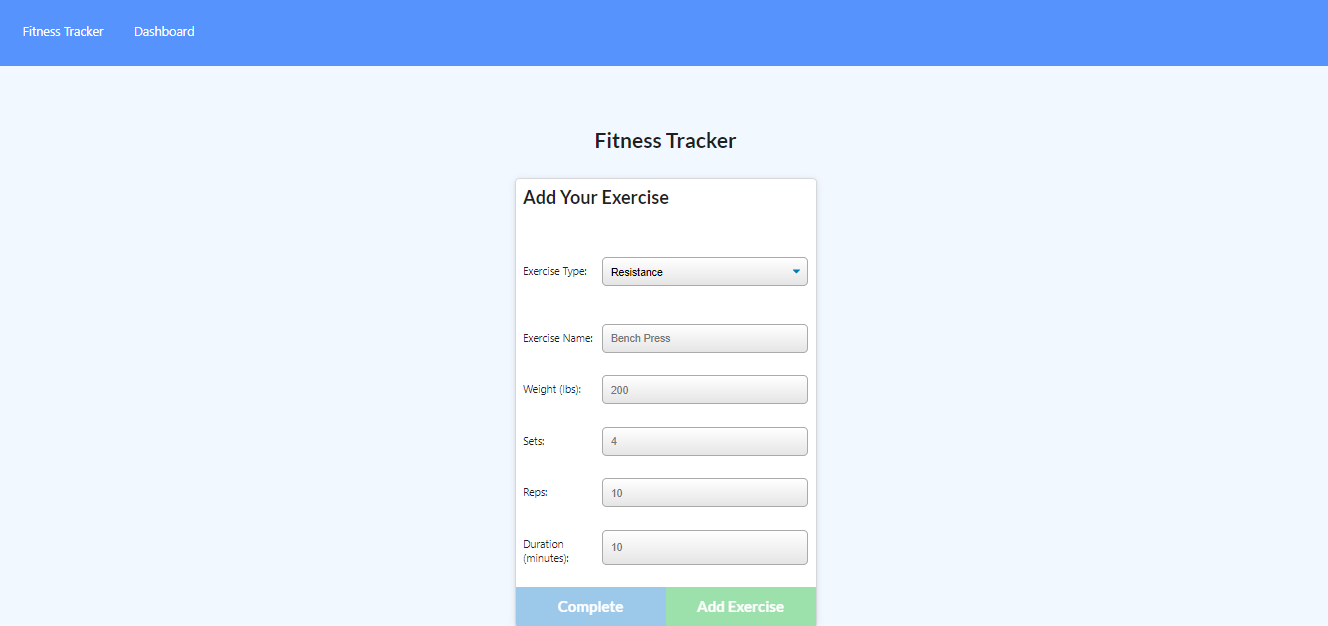 Fitness Tracker Dashboard
Fitness Tracker
Add Your Exercise
Exercise Type: Resistance
Exercise Name: Bench Press
Weight (lbs): 200
Sets: 4
Reps: 10
Duration
(minutes): 10
Complete Add Exercise